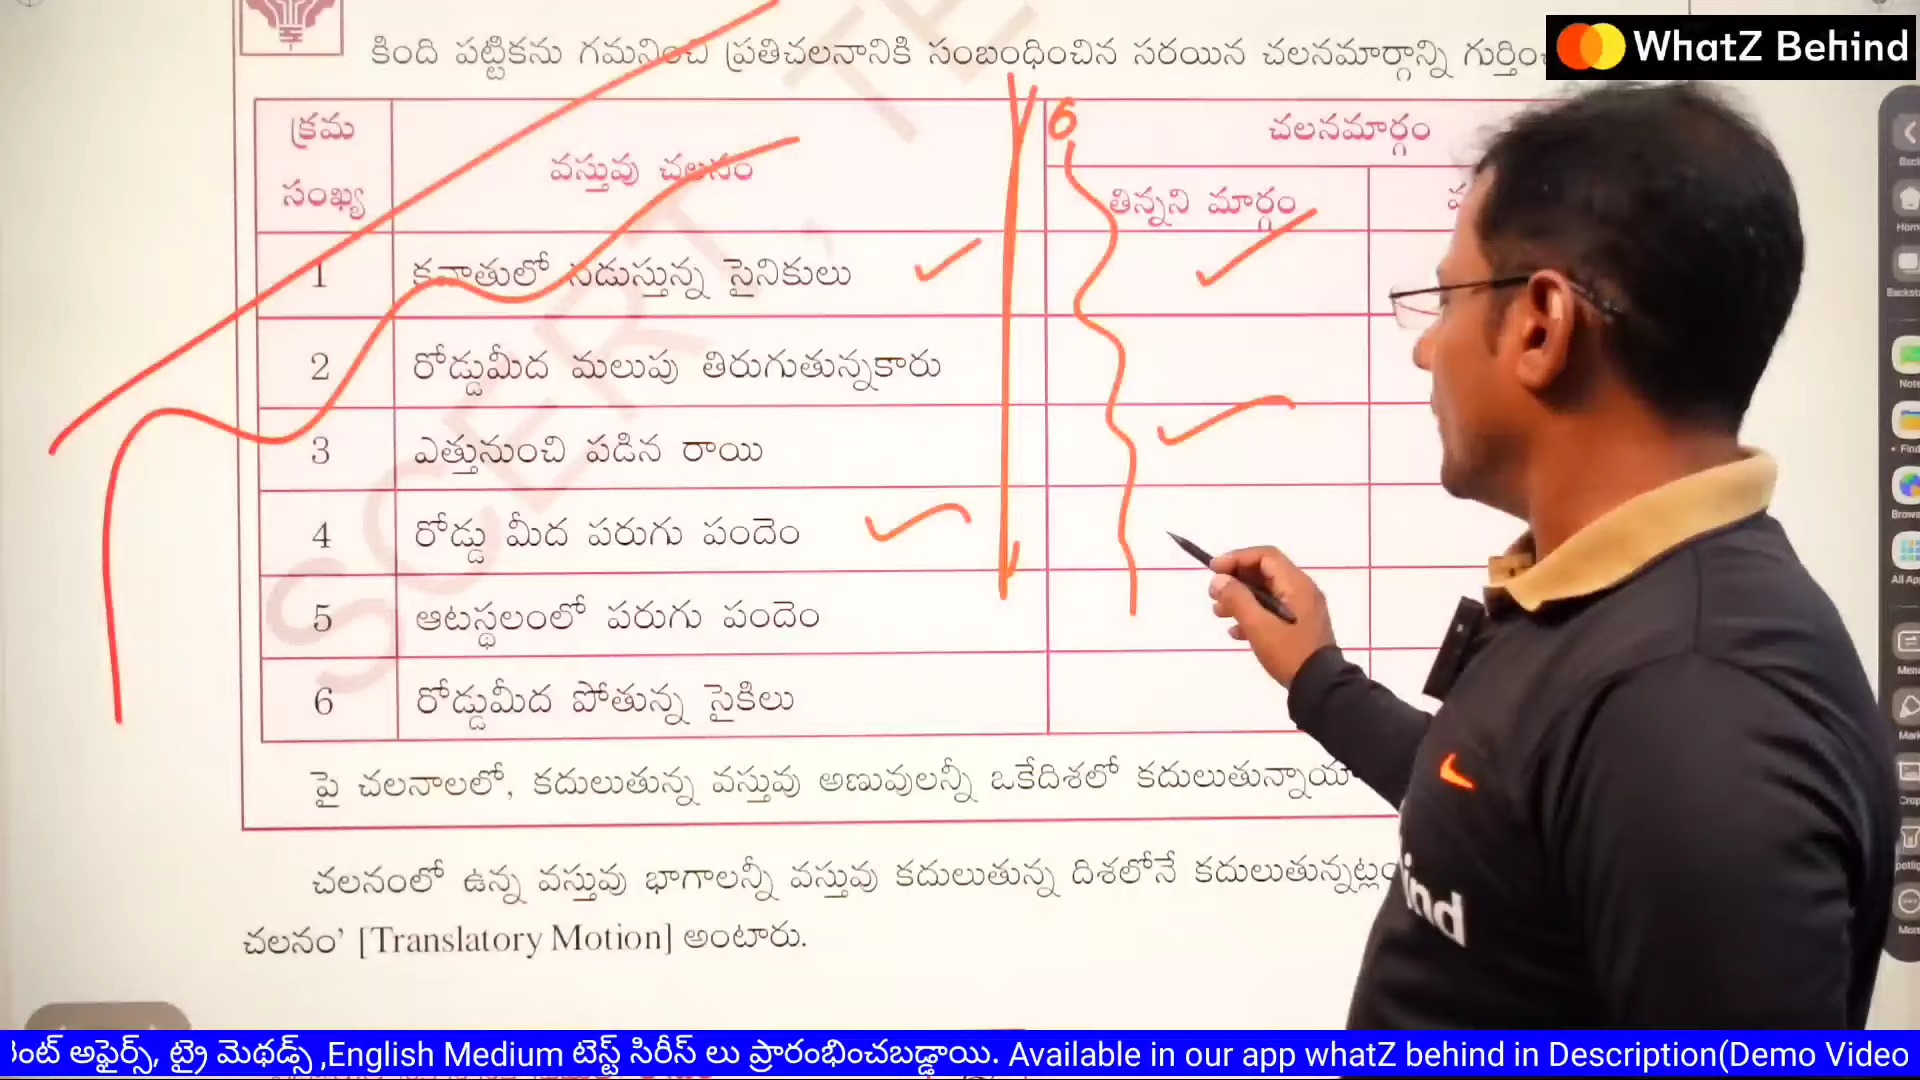 WhatZ Behind
కింది పట్టికను గమనించి ప్రతిచలనానికి సంబంధించిన సరయిన చలనమార్గాన్ని
క్రమ సంఖ్య
వస్తువు చలనం
చలనమార్గం
తిన్నని మార్గం
1 కవాతులో నడుస్తున్న సైనికులు
2 రోడ్డుమీద మలుపు తిరుగుతున్నకారు
3 ఎత్తునుంచి పడిన రాయి
4 రోడ్డు మీద పరుగు పందెం
5 ఆటస్థలంలో పరుగు పందెం
6 రోడ్డుమీద పోతున్న సైకిలు
పై చలనాలలో, కదులుతున్న వస్తువు అణువులన్నీ ఒకేదిశలో
చలనంలో ఉన్న వస్తువు భాగాలన్నీ వస్తువు కదులుతున్న దిశలోనే
చలనం' [Translatory Motion] అంటారు.
అఫైర్స్, ట్రై మెథడ్స్ ,English Medium టెస్ట్ సిరీస్ లు ప్రారంభించబడ్డాయి. Available in our app whatZ behind in Description(Demo Video